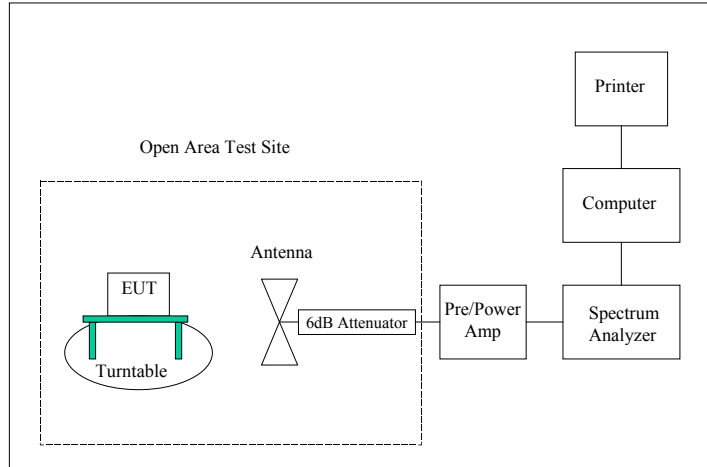 Printer
Open Area Test Site
Computer
Antenna
EUT
6dB Attenuator
Pre/Power
Amp
Spectrum
Analyzer
Turntable